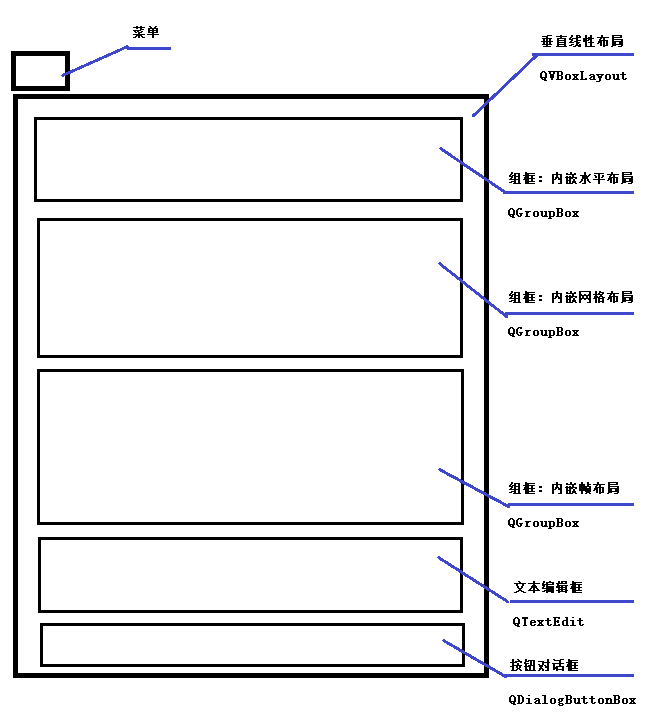 菜单
垂直线性布局
QVBoxLayout
组框：内嵌水平布局
QGroupBox
组框：内嵌网格布局
QGroupBox
组框：内嵌帧布局
QGroupBox
文本编辑框
QTextEdit
按钮对话框
QDialogButtonBox